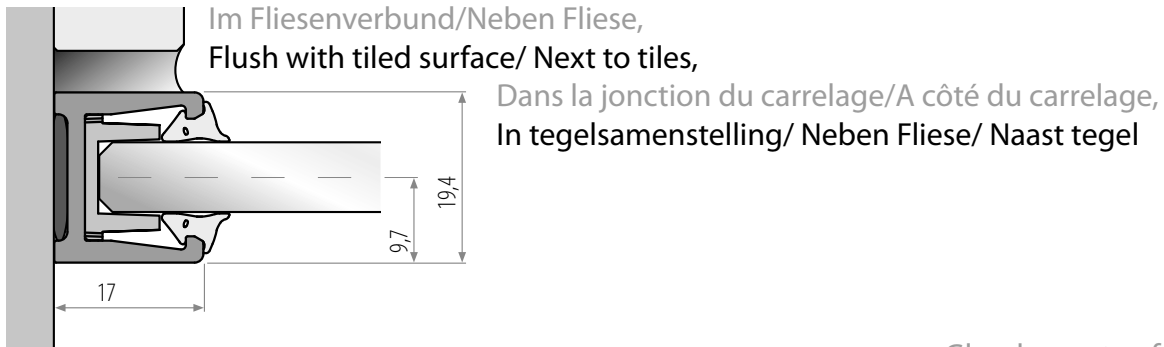 Im Fliesenverbund/Neben Fliese,
Flush with tiled surface/ Next to tiles,
Dans la jonction du carrelage/A côté du carrelage,
In tegelsamenstelling/ Neben Fliese/ Naast tegel
19,4
9,7
17